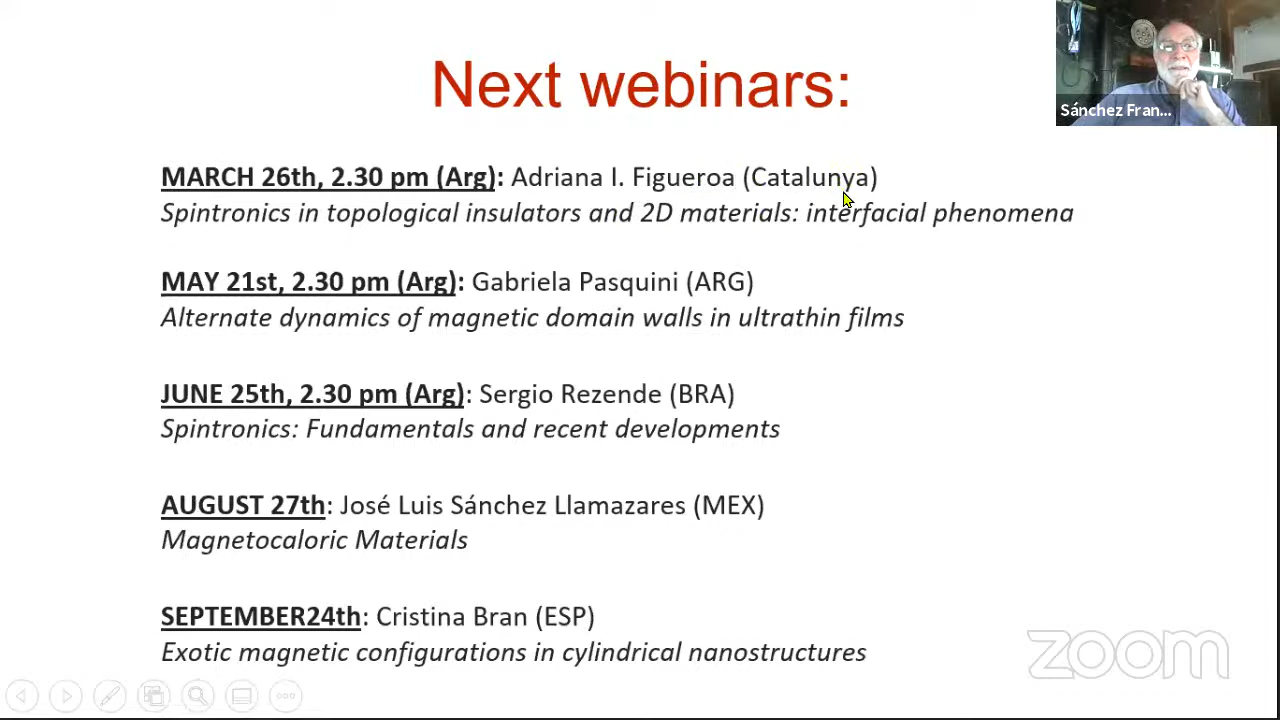 Next webinars:
Sánchez Fran...
MARCH 26th, 2.30 pm (Arg): Adriana I. Figueroa (Catalunya)
Spintronics in topological insulators and 2D materials: interfacial phenomena
MAY 21st, 2.30 pm (Arg): Gabriela Pasquini (ARG)
Alternate dynamics of magnetic domain walls in ultrathin films
JUNE 25th, 2.30 pm (Arg): Sergio Rezende (BRA)
Spintronics: Fundamentals and recent developments
AUGUST 27th: José Luis Sánchez Llamazares (MEX)
Magnetocaloric Materials
SEPTEMBER24th: Cristina Bran (ESP)
Exotic magnetic configurations in cylindrical nanostructures
zoom